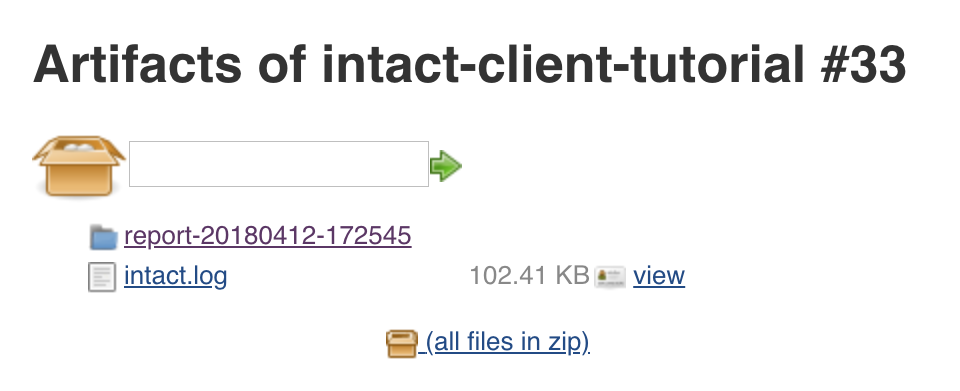 Artifacts of intact-client-tutorial #33
report-20180412-172545
intact.log 102.41 KB view
(all files in zip)